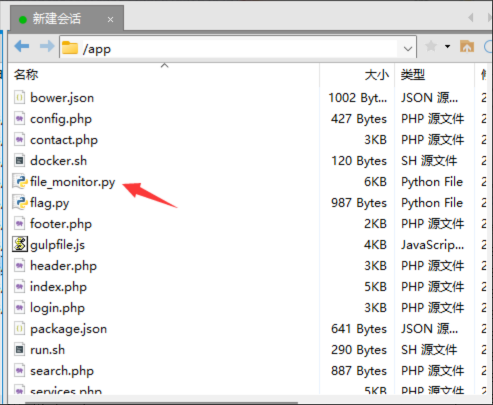 新建会话
/app
名称 大小 类型
bower.json 1002 Byt... JSON 源...
config.php 427 Bytes PHP 源文件
contact.php 3KB PHP 源文件
docker.sh 120 Bytes SH 源文件
file_monitor.py 6KB Python File
flag.py 987 Bytes Python File
footer.php 2KB PHP 源文件
gulpfile.js 4KB JavaScrip...
header.php 3KB PHP 源文件
index.php 5KB PHP 源文件
login.php 3KB PHP 源文件
package.json 641 Bytes JSON 源...
run.sh 290 Bytes SH 源文件
search.php 887 Bytes PHP 源文件
services.php 5KB PHP 源文件